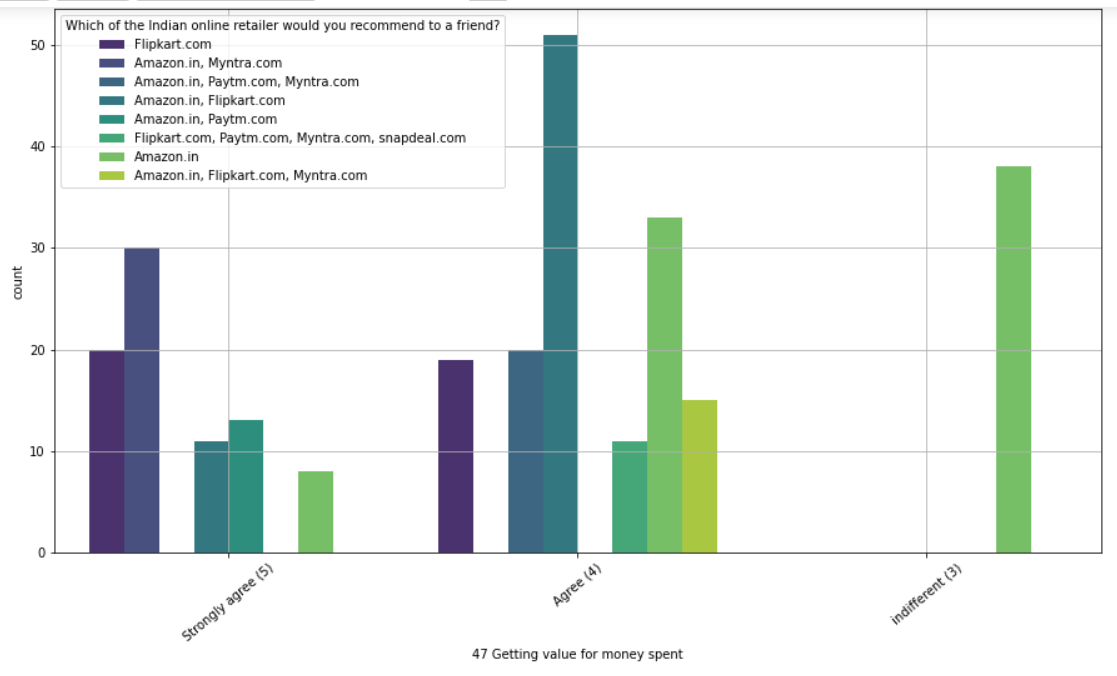 Which of the Indian online retailer would you recommend to a friend?
Flipkart.com
Amazon.in, Myntra.com
Amazon.in, Paytm.com, Myntra.com
Amazon.in, Flipkart.com
Amazon.in, Paytm.com
Flipkart.com, Paytm.com, Myntra.com, snapdeal.com
Amazon.in
Amazon.in, Flipkart.com, Myntra.com
50
40
30
20
10
0
count
Strongly agree (5)
Agree (4)
indifferent (3)
47 Getting value for money spent